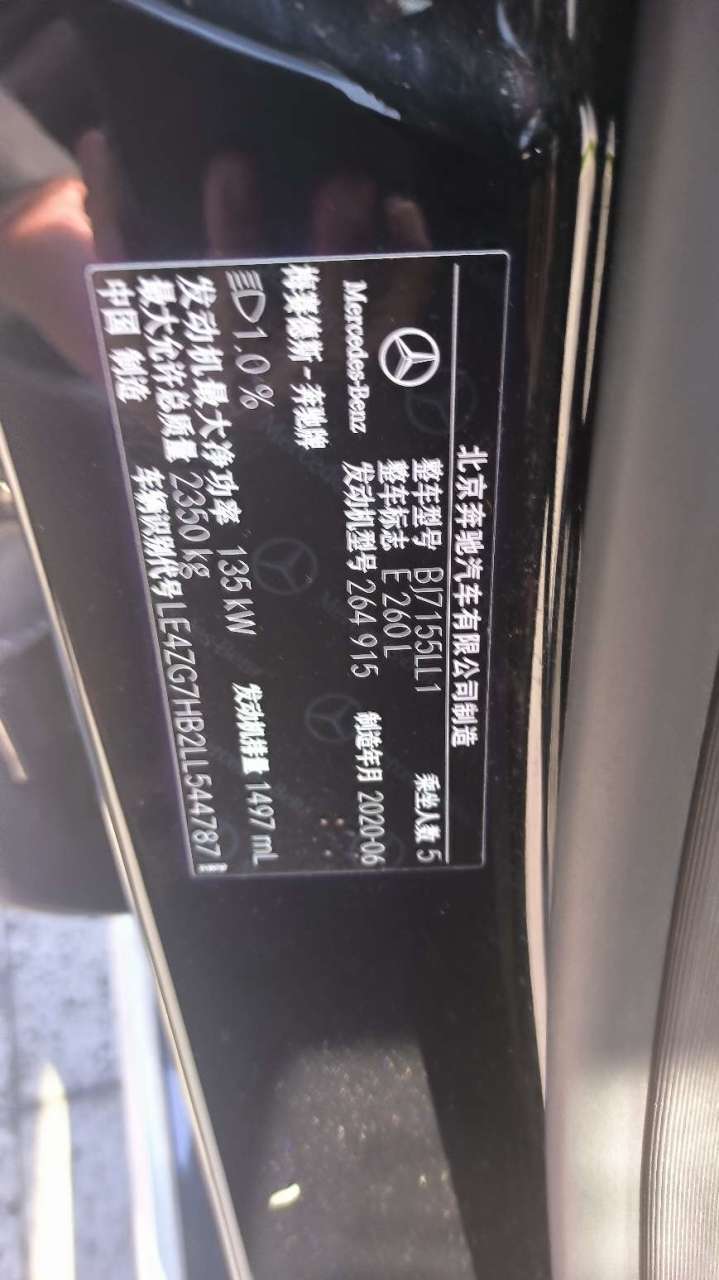 北京奔驰汽车有限公司制造
整车型号 BJ7155LL1 乘坐人数 5
整车标志 E 260 L
Mercedes-Benz 发动机型号 264 915 制造年月 2020-06
梅赛德斯-奔驰牌
1.0% 发动机排量 1497 mL
发动机最大净功率 135 kW
最大允许总质量 2350 kg
中国 制造 车辆识别代号 LE4ZG7HB2LL544787